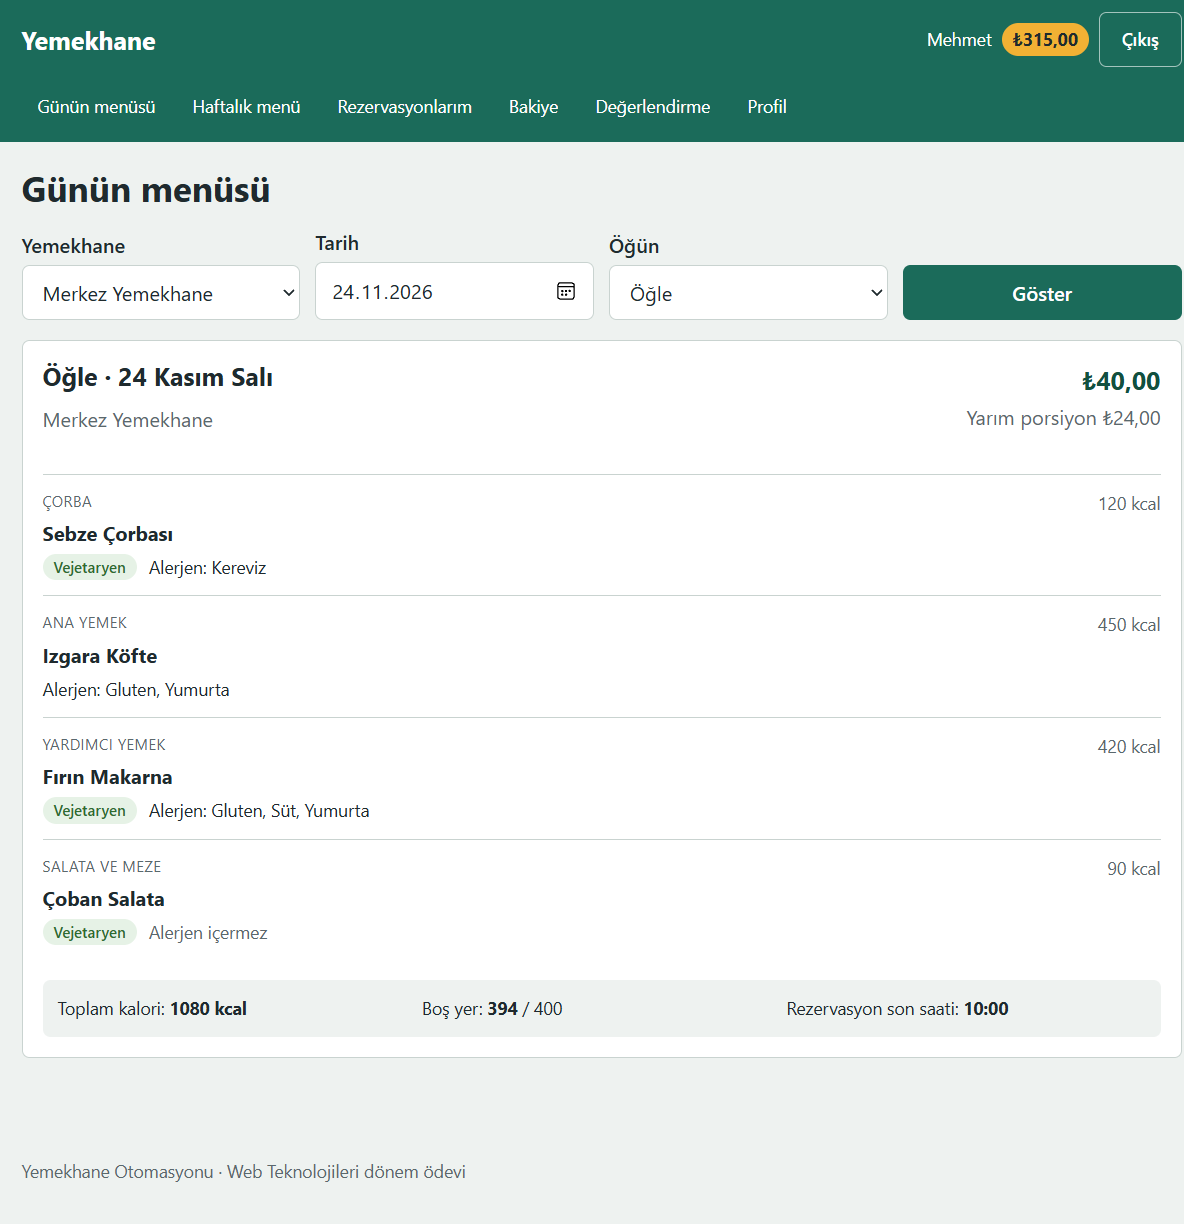 Yemekhane
Mehmet ₺315,00 Çıkış
Günün menüsü Haftalık menü Rezervasyonlarım Bakiye Değerlendirme Profil
Günün menüsü
Yemekhane Tarih Öğün
Merkez Yemekhane 24.11.2026 Öğle Göster
Öğle · 24 Kasım Salı ₺40,00
Merkez Yemekhane Yarım porsiyon ₺24,00
ÇORBA 120 kcal
Sebze Çorbası
Vejetaryen Alerjen: Kereviz
ANA YEMEK 450 kcal
Izgara Köfte
Alerjen: Gluten, Yumurta
YARDIMCI YEMEK 420 kcal
Fırın Makarna
Vejetaryen Alerjen: Gluten, Süt, Yumurta
SALATA VE MEZE 90 kcal
Çoban Salata
Vejetaryen Alerjen içermez
Toplam kalori: 1080 kcal Boş yer: 394 / 400 Rezervasyon son saati: 10:00
Yemekhane Otomasyonu · Web Teknolojileri dönem ödevi